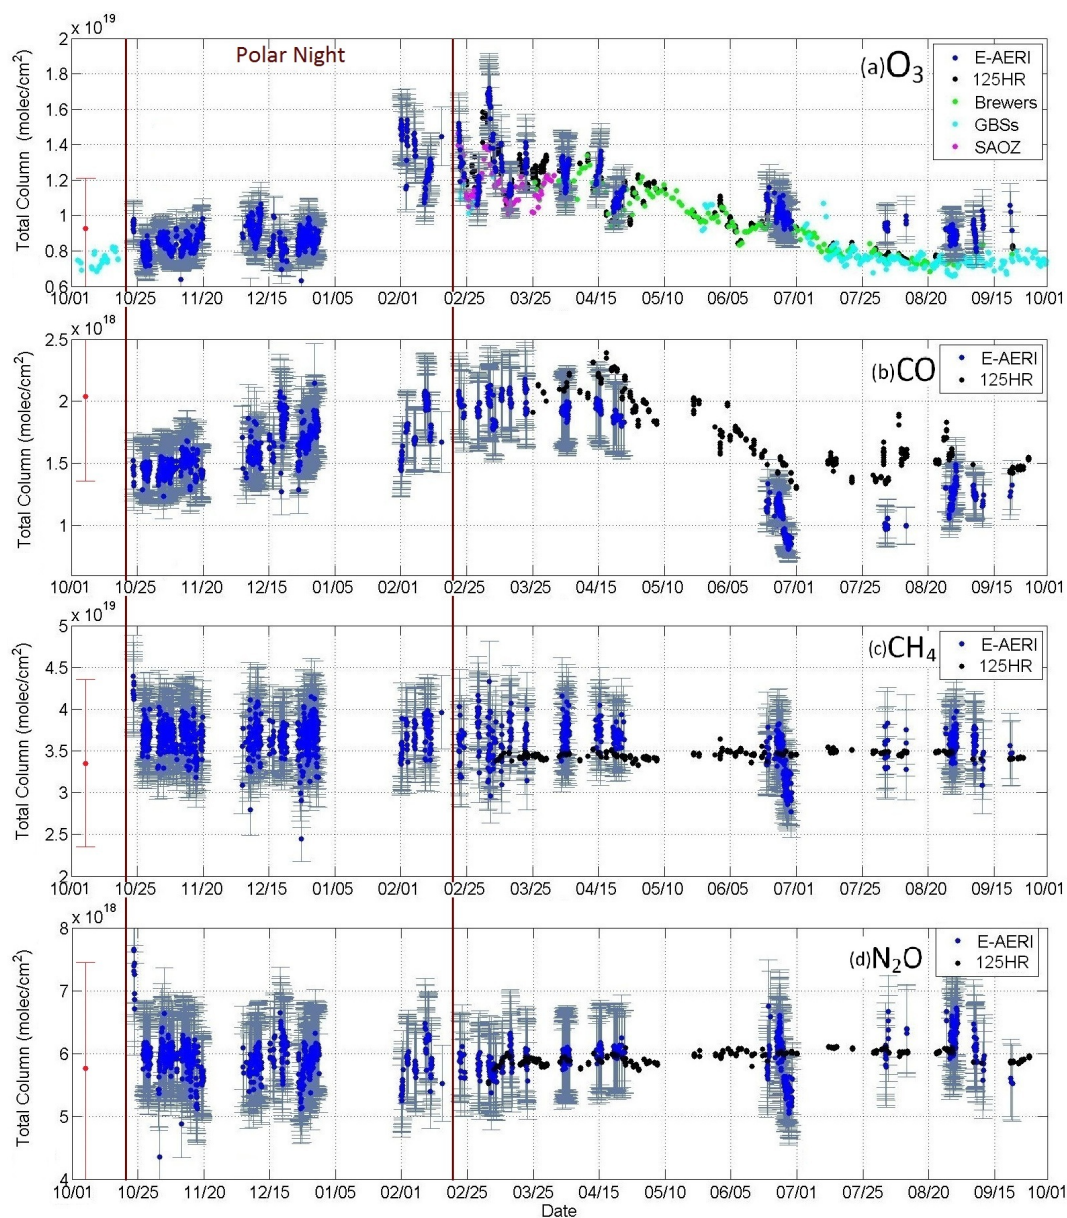 x 10^19
Polar Night
(a)O3
E-AERI
125HR
Brewers
GBSs
SAOZ
Total Column (molec/cm²)
2
1.8
1.6
1.4
1.2
1
0.8
0.6
10/01 10/25 11/20 12/15 01/05 02/01 02/25 03/25 04/15 05/10 06/05 07/01 07/25 08/20 09/15 10/01
x 10^18
(b)CO
E-AERI
125HR
Total Column (molec/cm²)
2.5
2
1.5
1
10/01 10/25 11/20 12/15 01/05 02/01 02/25 03/25 04/15 05/10 06/05 07/01 07/25 08/20 09/15 10/01
x 10^19
(c)CH4
E-AERI
125HR
Total Column (molec/cm²)
5
4.5
4
3.5
3
2.5
2
10/01 10/25 11/20 12/15 01/05 02/01 02/25 03/25 04/15 05/10 06/05 07/01 07/25 08/20 09/15 10/01
x 10^18
(d)N2O
E-AERI
125HR
Total Column (molec/cm²)
8
7
6
5
4
10/01 10/25 11/20 12/15 01/05 02/01 02/25 03/25 04/15 05/10 06/05 07/01 07/25 08/20 09/15 10/01
Date